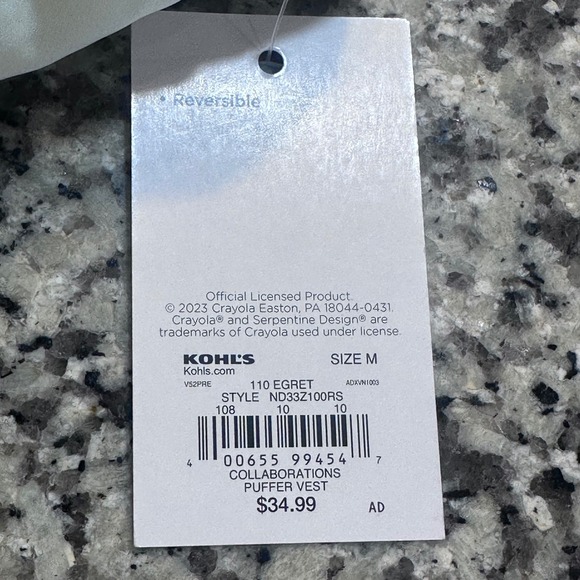 • Reversible
Official Licensed Product.
© 2023 Crayola Easton, PA 18044-0431.
Crayola® and Serpentine Design® are
trademarks of Crayola used under license.
KOHL'S SIZE M
Kohls.com
V52PRE 110 EGRET ADXVN1003
STYLE ND33Z100RS
108 10 10
4 00655 99454 7
COLLABORATIONS
PUFFER VEST
$34.99 AD